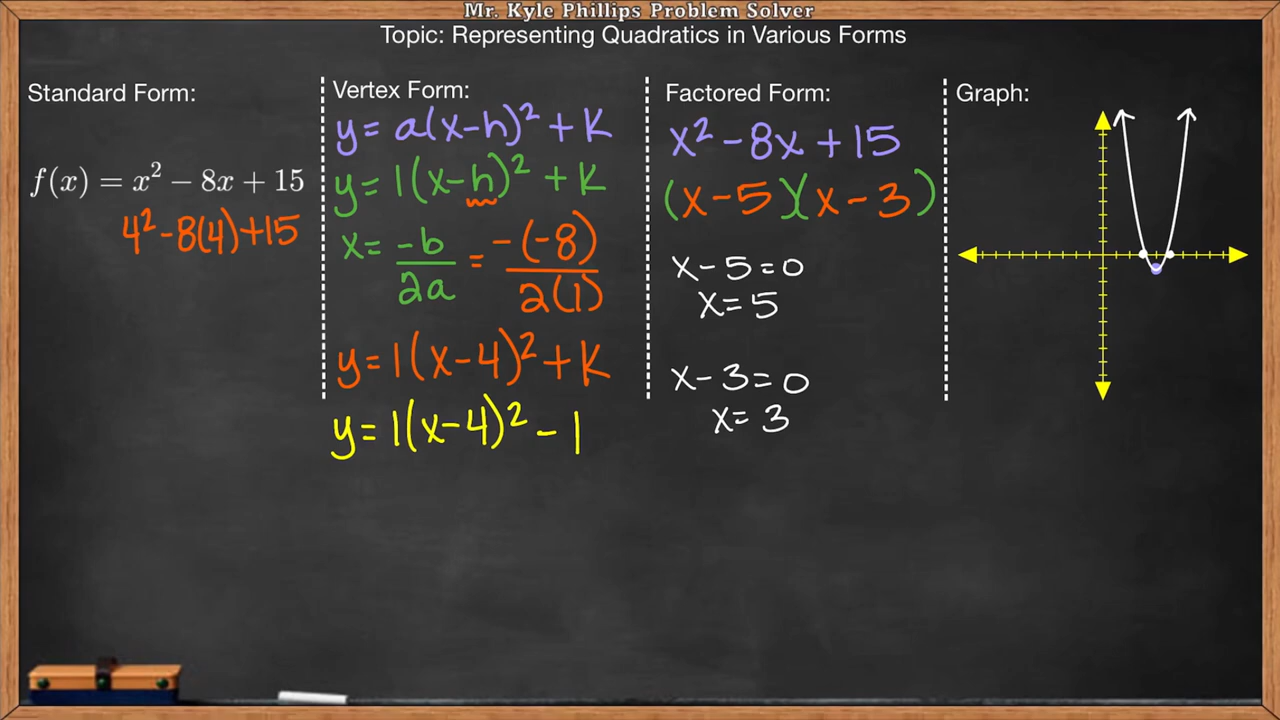 Mr. Kyle Phillips Problem Solver
Topic: Representing Quadratics in Various Forms
Standard Form:
f(x) = x² − 8x + 15
4² - 8(4) + 15
Vertex Form:
y = a(x-h)² + K
y = 1(x-h)² + K
x = -b/2a = -(-8)/2(1)
y = 1(x-4)² + K
y = 1(x-4)² - 1
Factored Form:
x² - 8x + 15
(x - 5)(x - 3)
x - 5 = 0
x = 5
x - 3 = 0
x = 3
Graph: